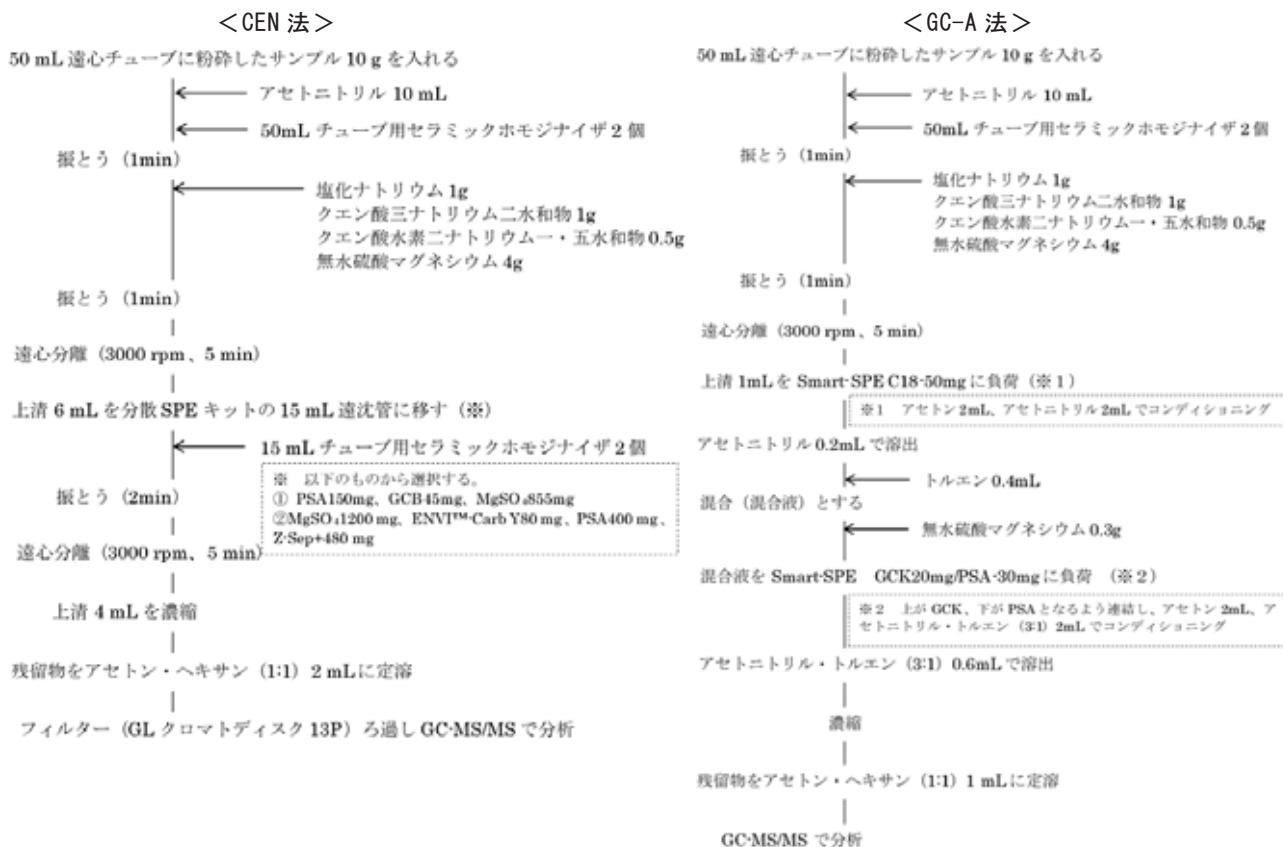 ＜CEN 法＞
50 mL 遠心チューブに粉砕したサンプル 10 g を入れる
アセトニトリル 10 mL
50mL チューブ用セラミックホモジナイザ 2 個
振とう（1min）
塩化ナトリウム 1g
クエン酸三ナトリウム二水和物 1g
クエン酸水素二ナトリウム一・五水和物 0.5g
無水硫酸マグネシウム 4g
振とう（1min）
遠心分離（3000 rpm、5 min）
上清 6 mL を分散 SPE キットの 15 mL 遠沈管に移す（※）
15 mL チューブ用セラミックホモジナイザ 2 個
※　以下のものから選択する。
① PSA150mg、GCB45mg、MgSO₄855mg
②MgSO₄1200 mg、ENVI™-Carb Y80 mg、PSA400 mg、
Z-Sep+480 mg
振とう（2min）
遠心分離（3000 rpm、5 min）
上清 4 mL を濃縮
残留物をアセトン・ヘキサン（1:1）2 mL に定溶
フィルター（GL クロマトディスク 13P）ろ過し GC-MS/MS で分析
＜GC-A 法＞
50 mL 遠心チューブに粉砕したサンプル 10 g を入れる
アセトニトリル 10 mL
50mL チューブ用セラミックホモジナイザ 2 個
振とう（1min）
塩化ナトリウム 1g
クエン酸三ナトリウム二水和物 1g
クエン酸水素二ナトリウム一・五水和物 0.5g
無水硫酸マグネシウム 4g
振とう（1min）
遠心分離（3000 rpm、5 min）
上清 1mL を Smart-SPE C18-50mg に負荷（※１）
※１　アセトン 2mL、アセトニトリル 2mL でコンディショニング
アセトニトリル 0.2mL で溶出
トルエン 0.4mL
混合（混合液）とする
無水硫酸マグネシウム 0.3g
混合液を Smart-SPE　GCK20mg/PSA-30mg に負荷　（※２）
※２　上が GCK、下が PSA となるよう連結し、アセトン 2mL、ア
セトニトリル・トルエン（3:1）2mL でコンディショニング
アセトニトリル・トルエン（3:1）0.6mL で溶出
濃縮
残留物をアセトン・ヘキサン（1:1）1 mL に定溶
GC-MS/MS で分析